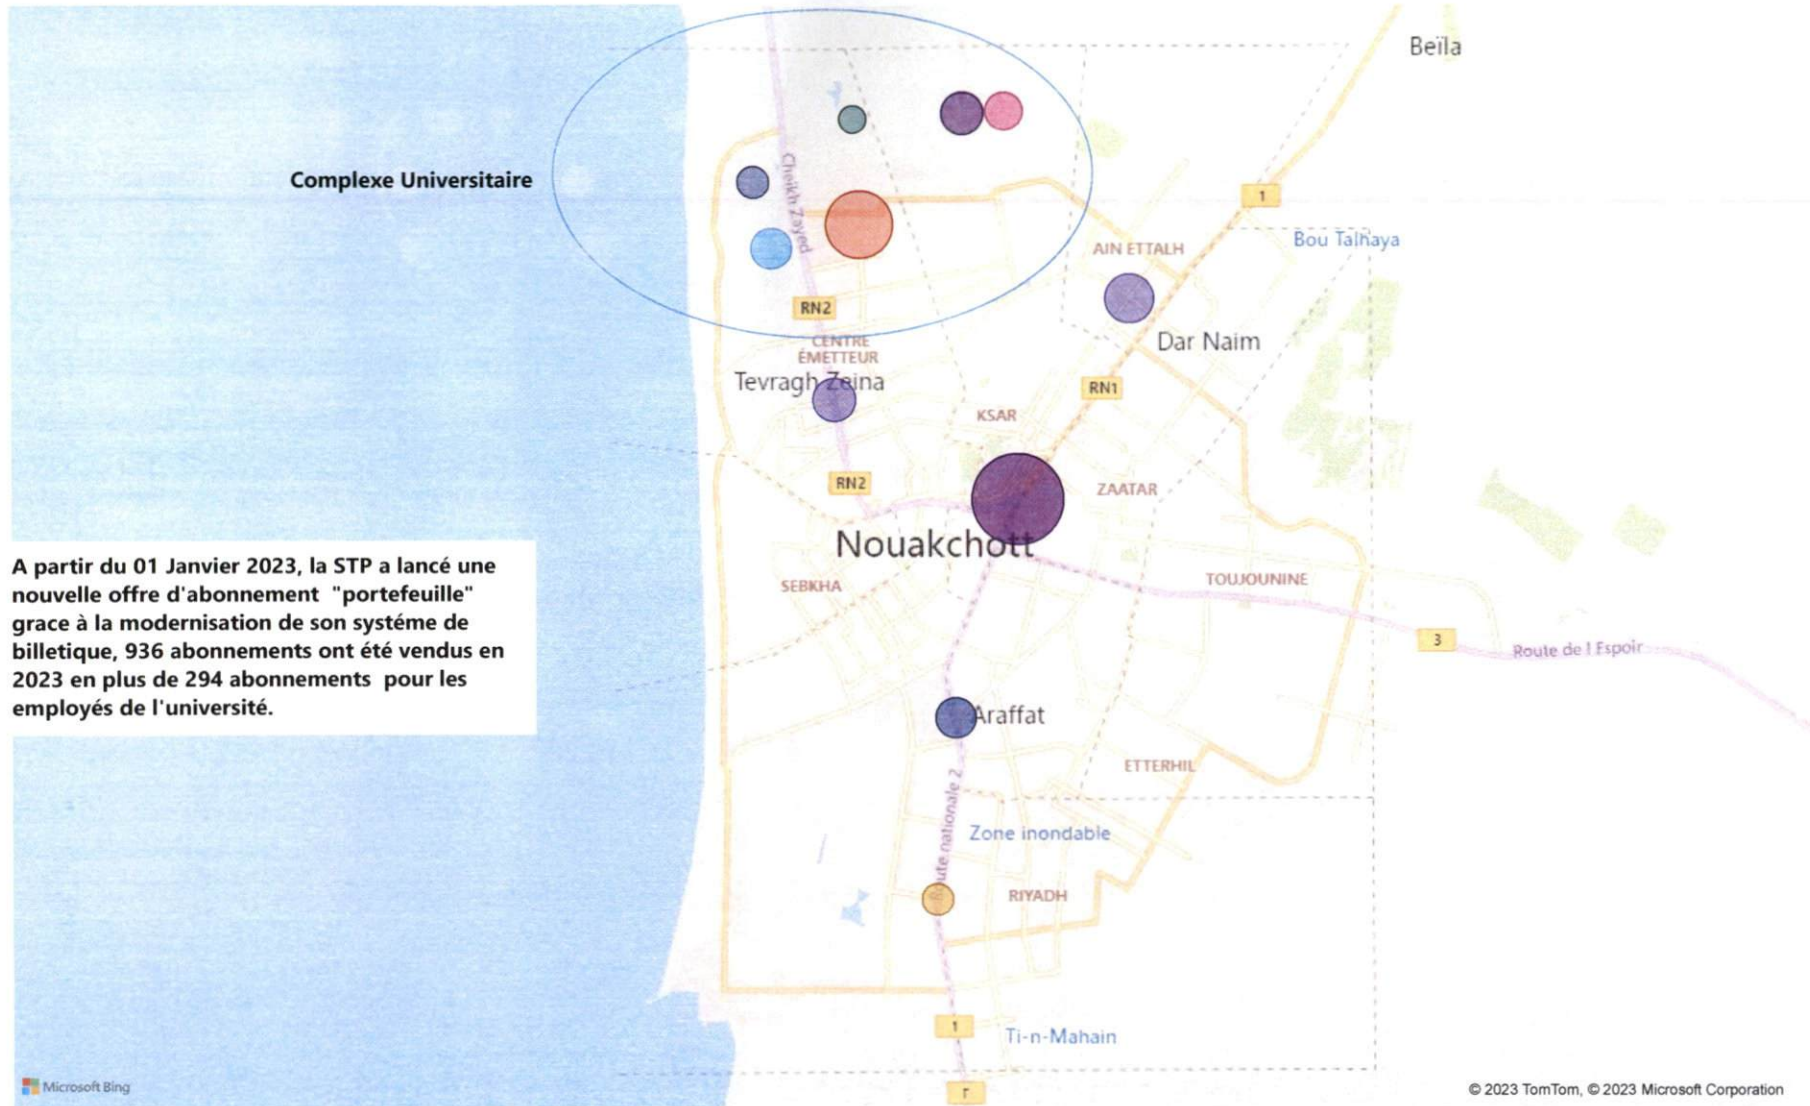 Beïla
Complexe Universitaire
Cheikh Zayed
1
Bou Talhaya
AIN ETTALH
RN2
Dar Naim
CENTRE
ÉMETTEUR
Tevragh Zeina
RN1
KSAR
RN2
ZAATAR
Nouakchott
A partir du 01 Janvier 2023, la STP a lancé une
nouvelle offre d'abonnement "portefeuille"
grace à la modernisation de son systéme de
billetique, 936 abonnements ont été vendus en
2023 en plus de 294 abonnements pour les
employés de l'université.
SEBKHA
TOUJOUNINE
3
Route de l Espoir
Araffat
ETTERHIL
Route nationale 2
Zone inondable
RIYADH
1
Ti-n-Mahain
Microsoft Bing
© 2023 TomTom, © 2023 Microsoft Corporation